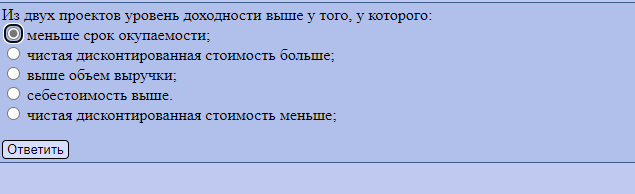 Из двух проектов уровень доходности выше у того, у которого:
меньше срок окупаемости;
чистая дисконтированная стоимость больше;
выше объем выручки;
себестоимость выше.
чистая дисконтированная стоимость меньше;
Ответить